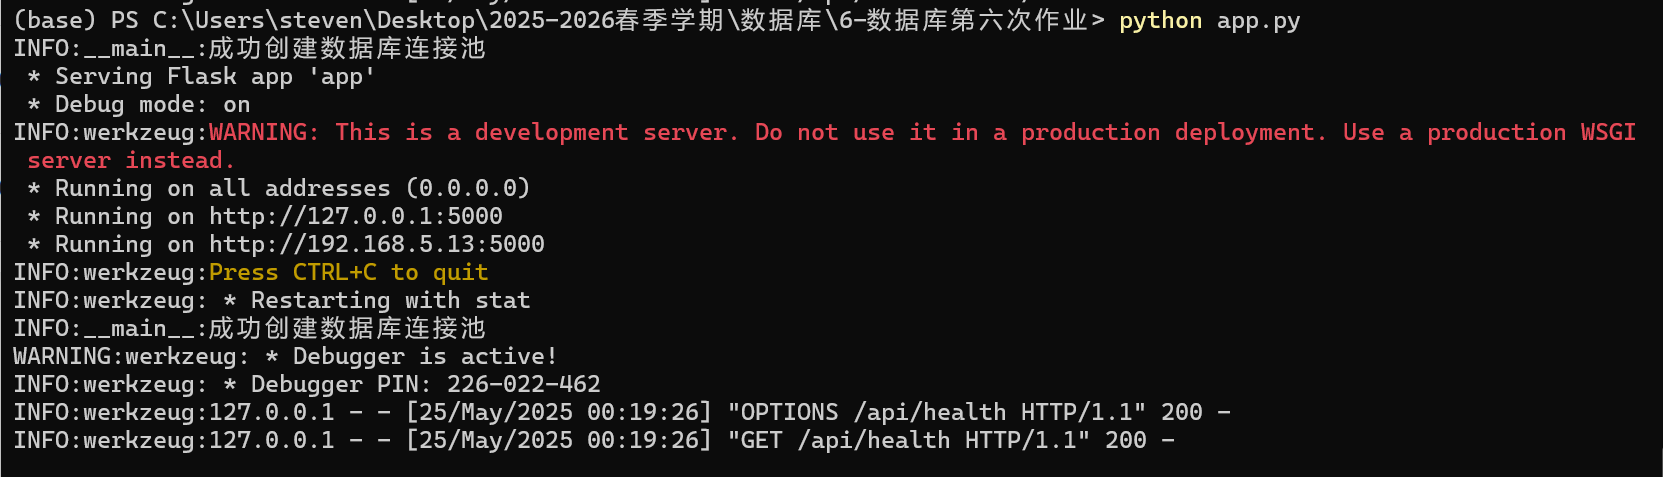 (base) PS C:\Users\steven\Desktop\2025-2026春季学期\数据库\6-数据库第六次作业> python app.py
INFO:__main__:成功创建数据库连接池
 * Serving Flask app 'app'
 * Debug mode: on
INFO:werkzeug:WARNING: This is a development server. Do not use it in a production deployment. Use a production WSGI
 server instead.
 * Running on all addresses (0.0.0.0)
 * Running on http://127.0.0.1:5000
 * Running on http://192.168.5.13:5000
INFO:werkzeug:Press CTRL+C to quit
INFO:werkzeug: * Restarting with stat
INFO:__main__:成功创建数据库连接池
WARNING:werkzeug: * Debugger is active!
INFO:werkzeug: * Debugger PIN: 226-022-462
INFO:werkzeug:127.0.0.1 - - [25/May/2025 00:19:26] "OPTIONS /api/health HTTP/1.1" 200 -
INFO:werkzeug:127.0.0.1 - - [25/May/2025 00:19:26] "GET /api/health HTTP/1.1" 200 -